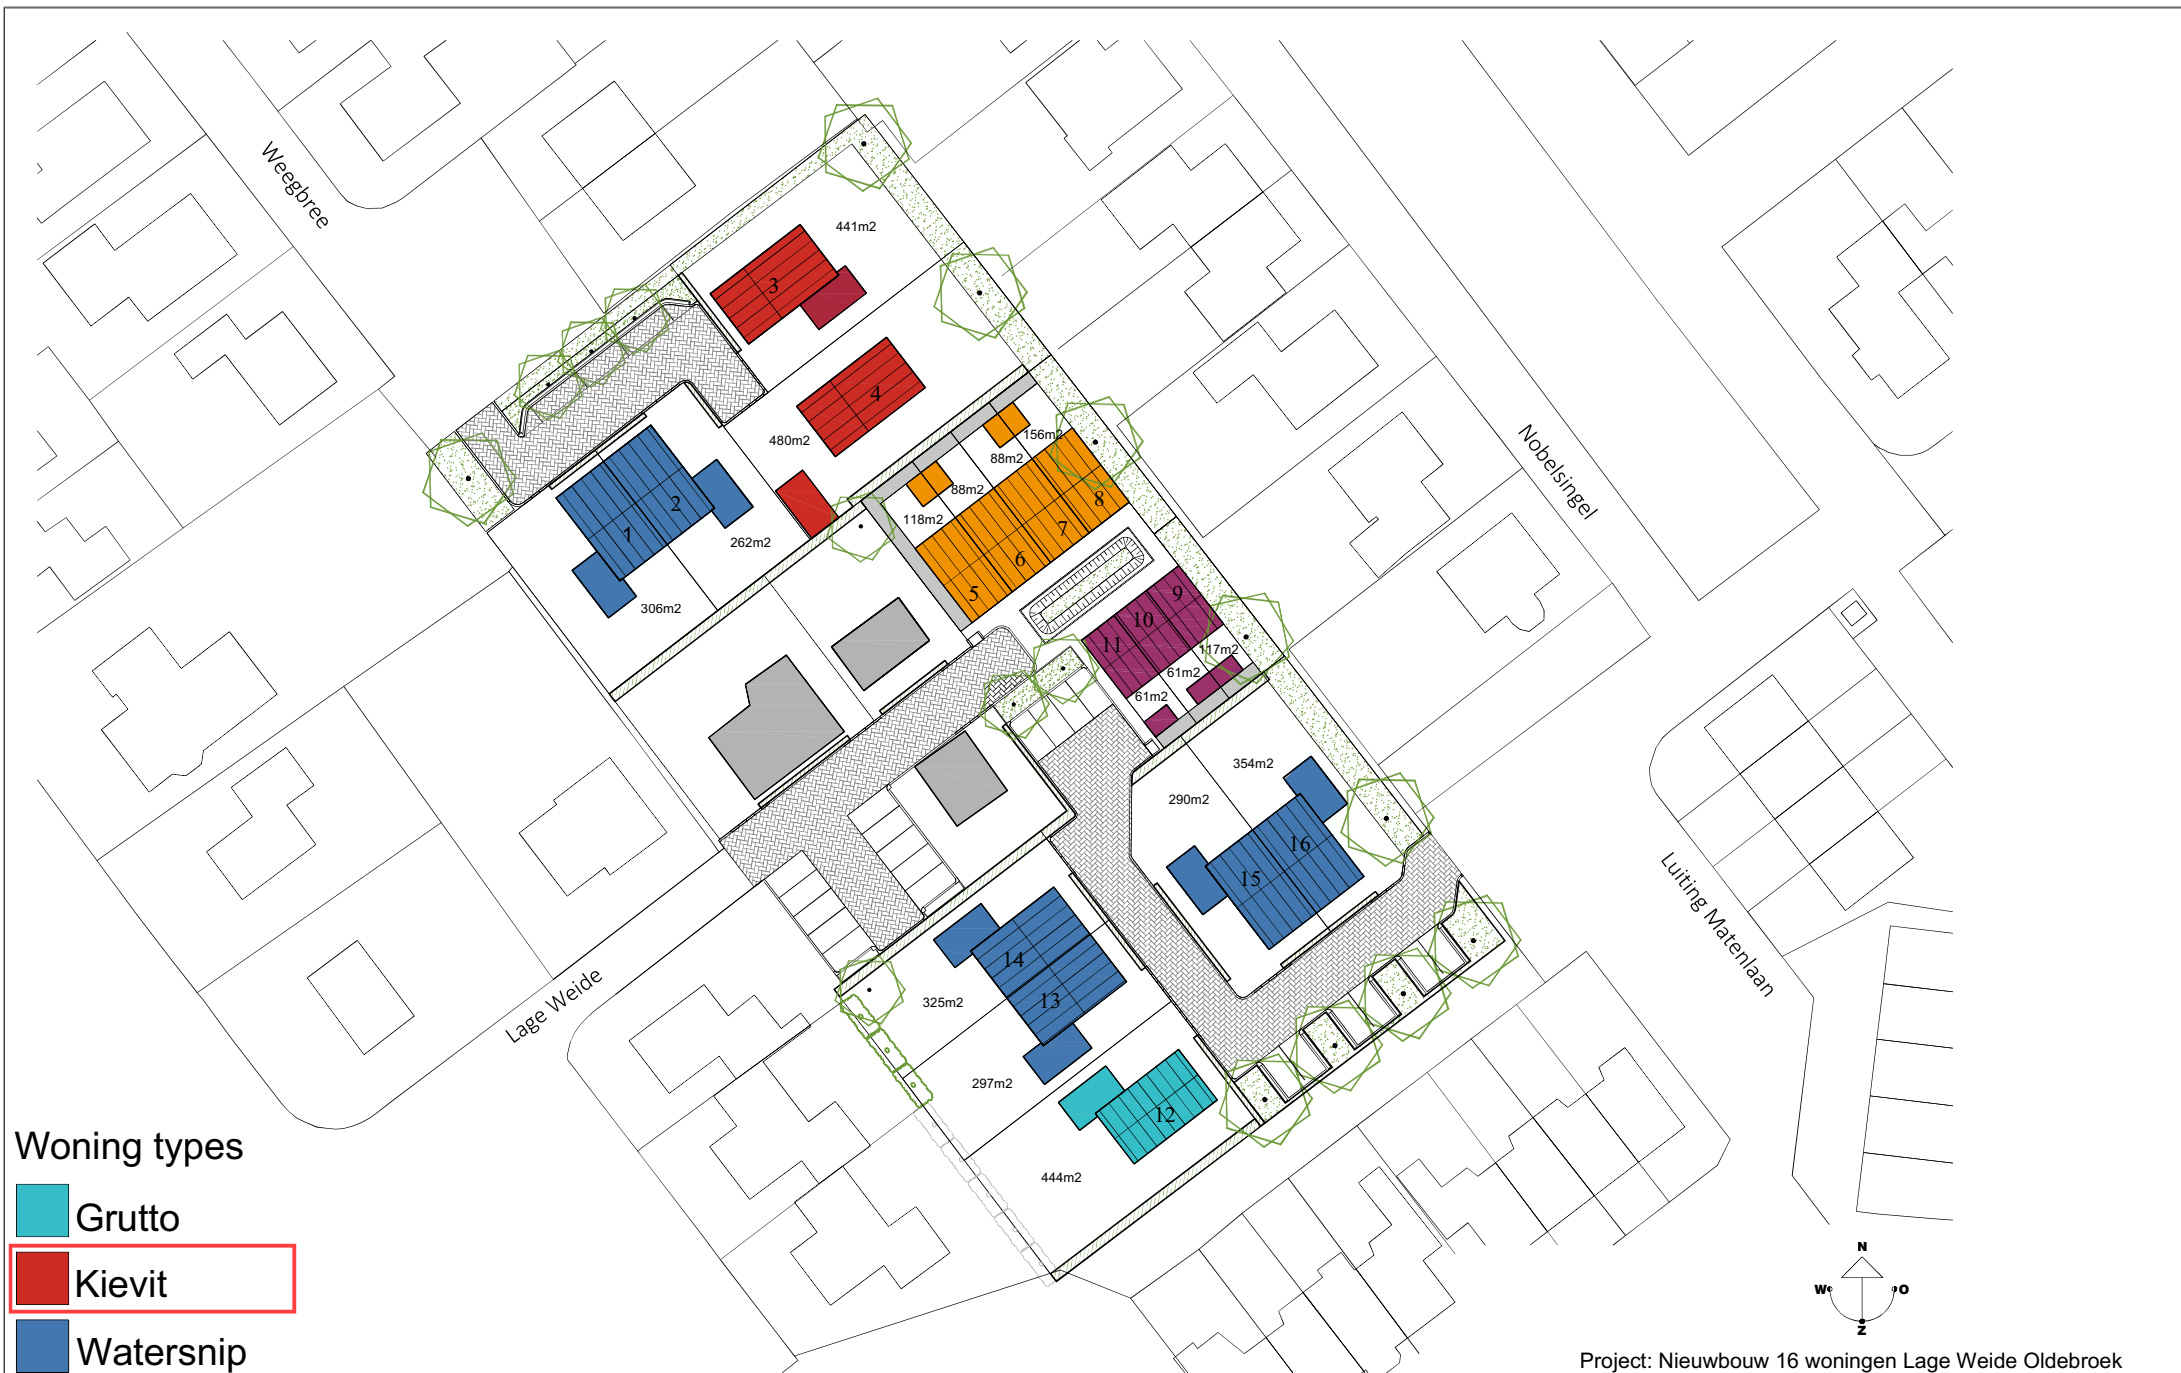 Weegbree
441m2
3
4
480m2
156m2
88m2
88m2
118m2
8
7
6
5
2
1
262m2
306m2
Nobelsingel
9
10
11
117m2
61m2
61m2
354m2
290m2
16
15
14
13
325m2
297m2
12
444m2
Lage Weide
Luiting Matenlaan
Woning types
Grutto
Kievit
Watersnip
N
W O
Z
Project: Nieuwbouw 16 woningen Lage Weide Oldebroek